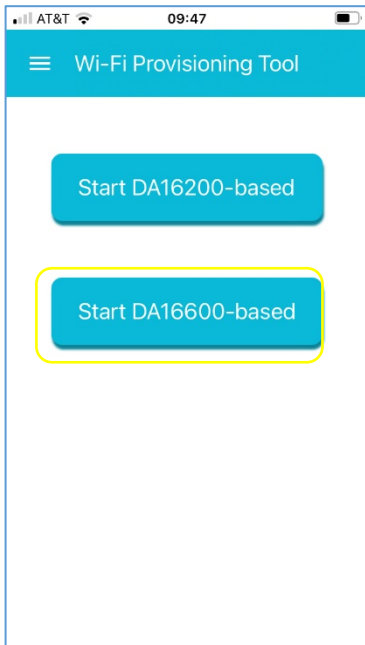 AT&T 09:47
Wi-Fi Provisioning Tool
Start DA16200-based
Start DA16600-based